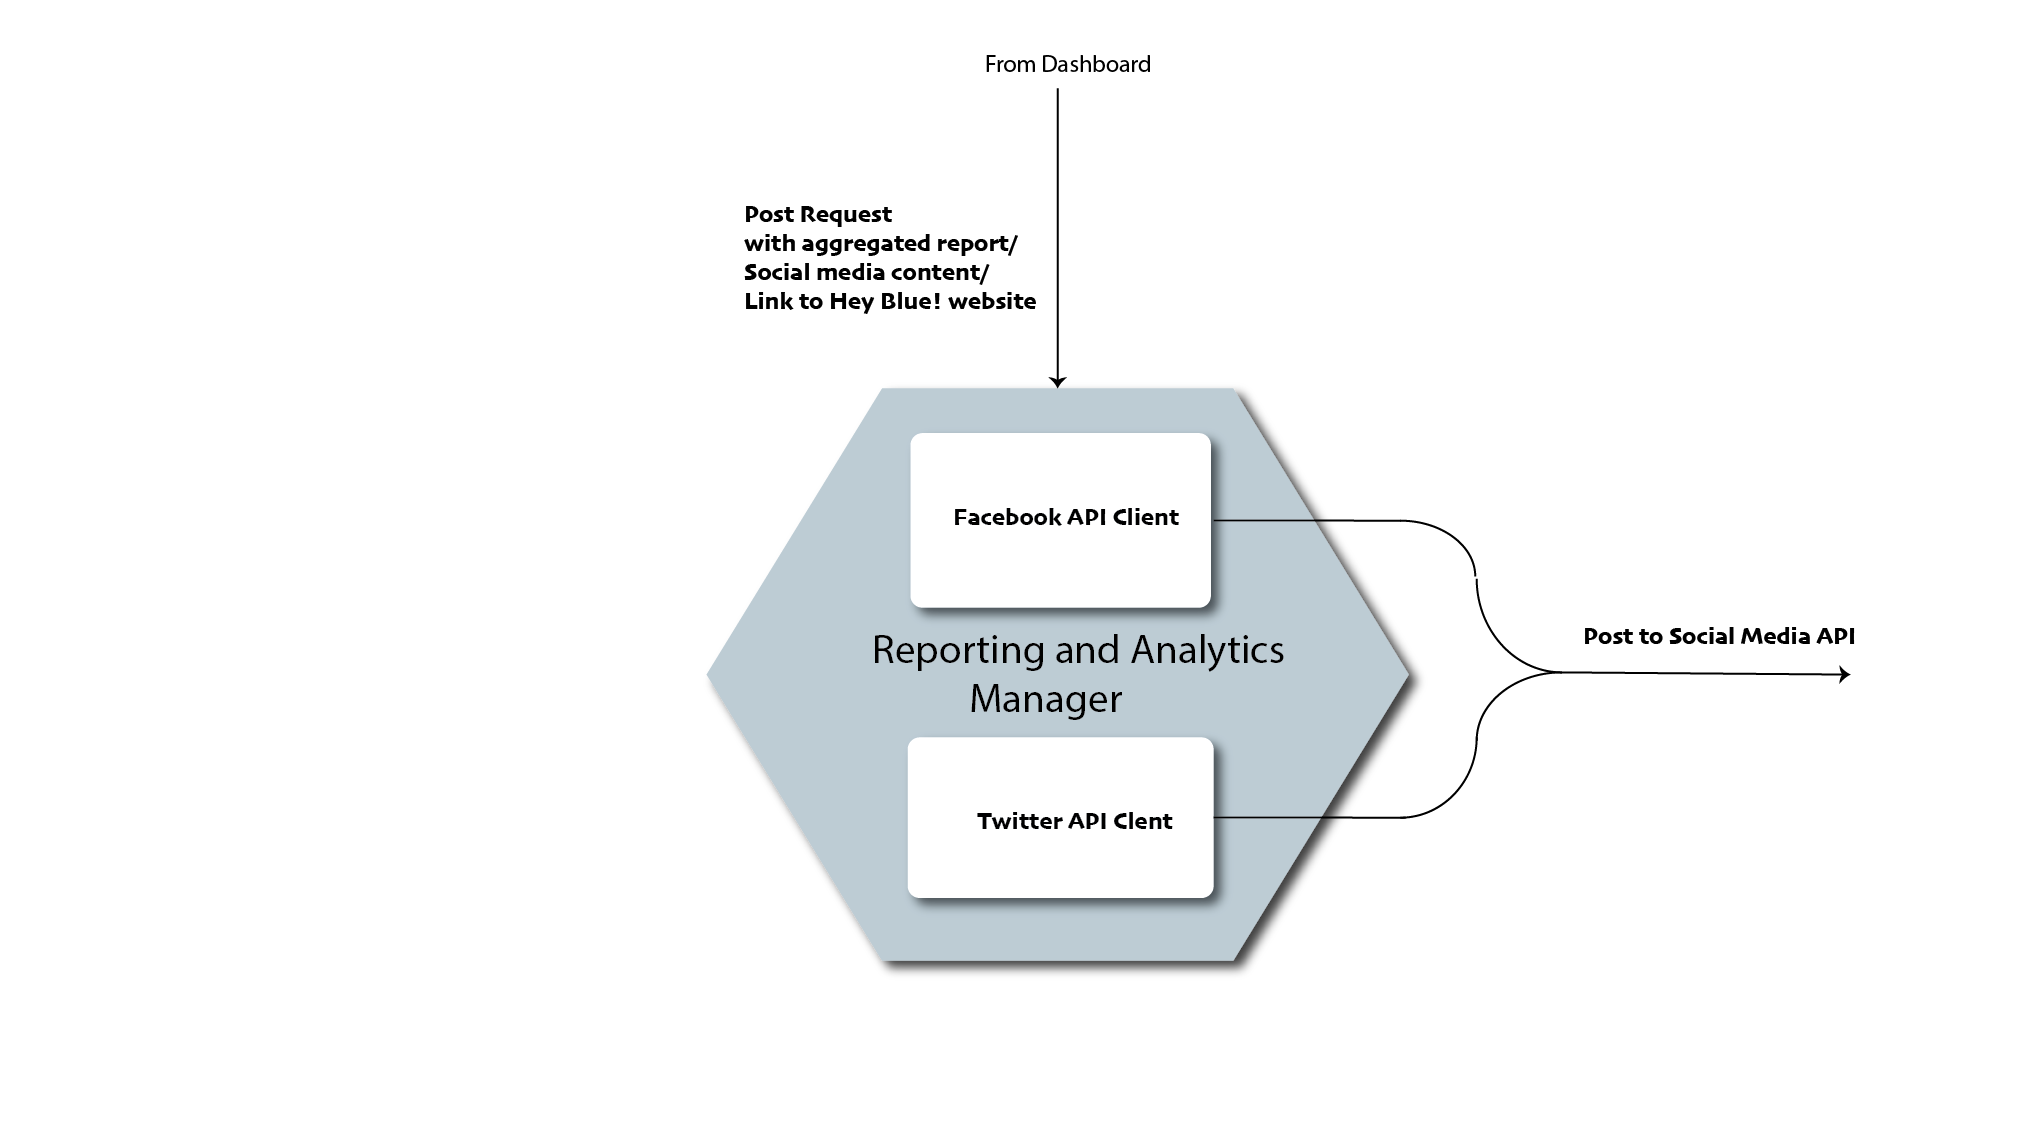 From Dashboard
Post Request
with aggregated report/
Social media content/
Link to Hey Blue! website
Facebook API Client
Reporting and Analytics
Manager
Post to Social Media API
Twitter API Clent